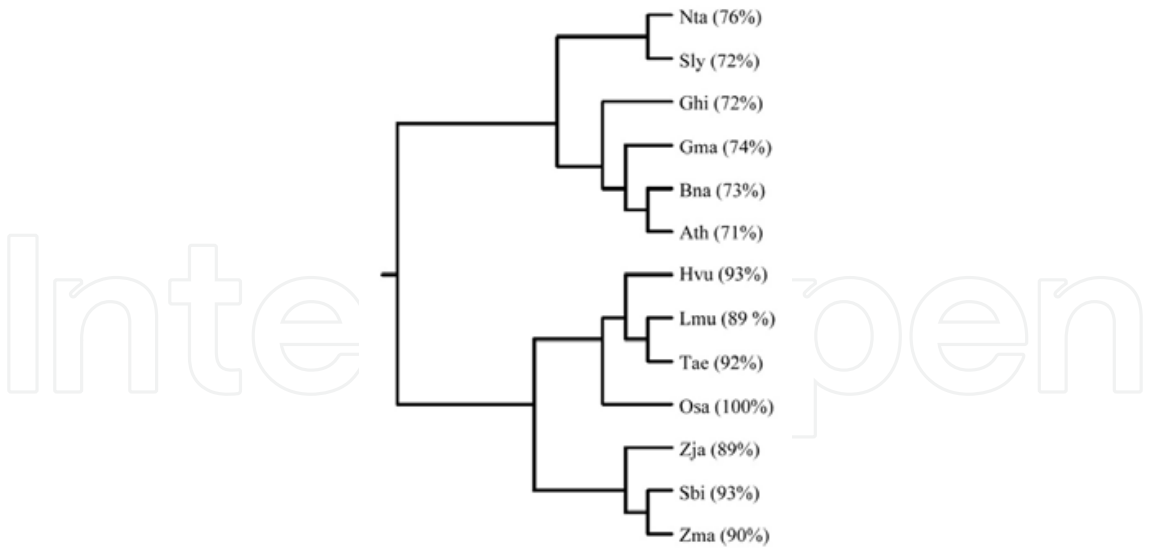 Nta (76%)
Sly (72%)
Ghi (72%)
Gma (74%)
Bna (73%)
Ath (71%)
Hvu (93%)
Lmu (89 %)
Tae (92%)
Osa (100%)
Zja (89%)
Sbi (93%)
Zma (90%)